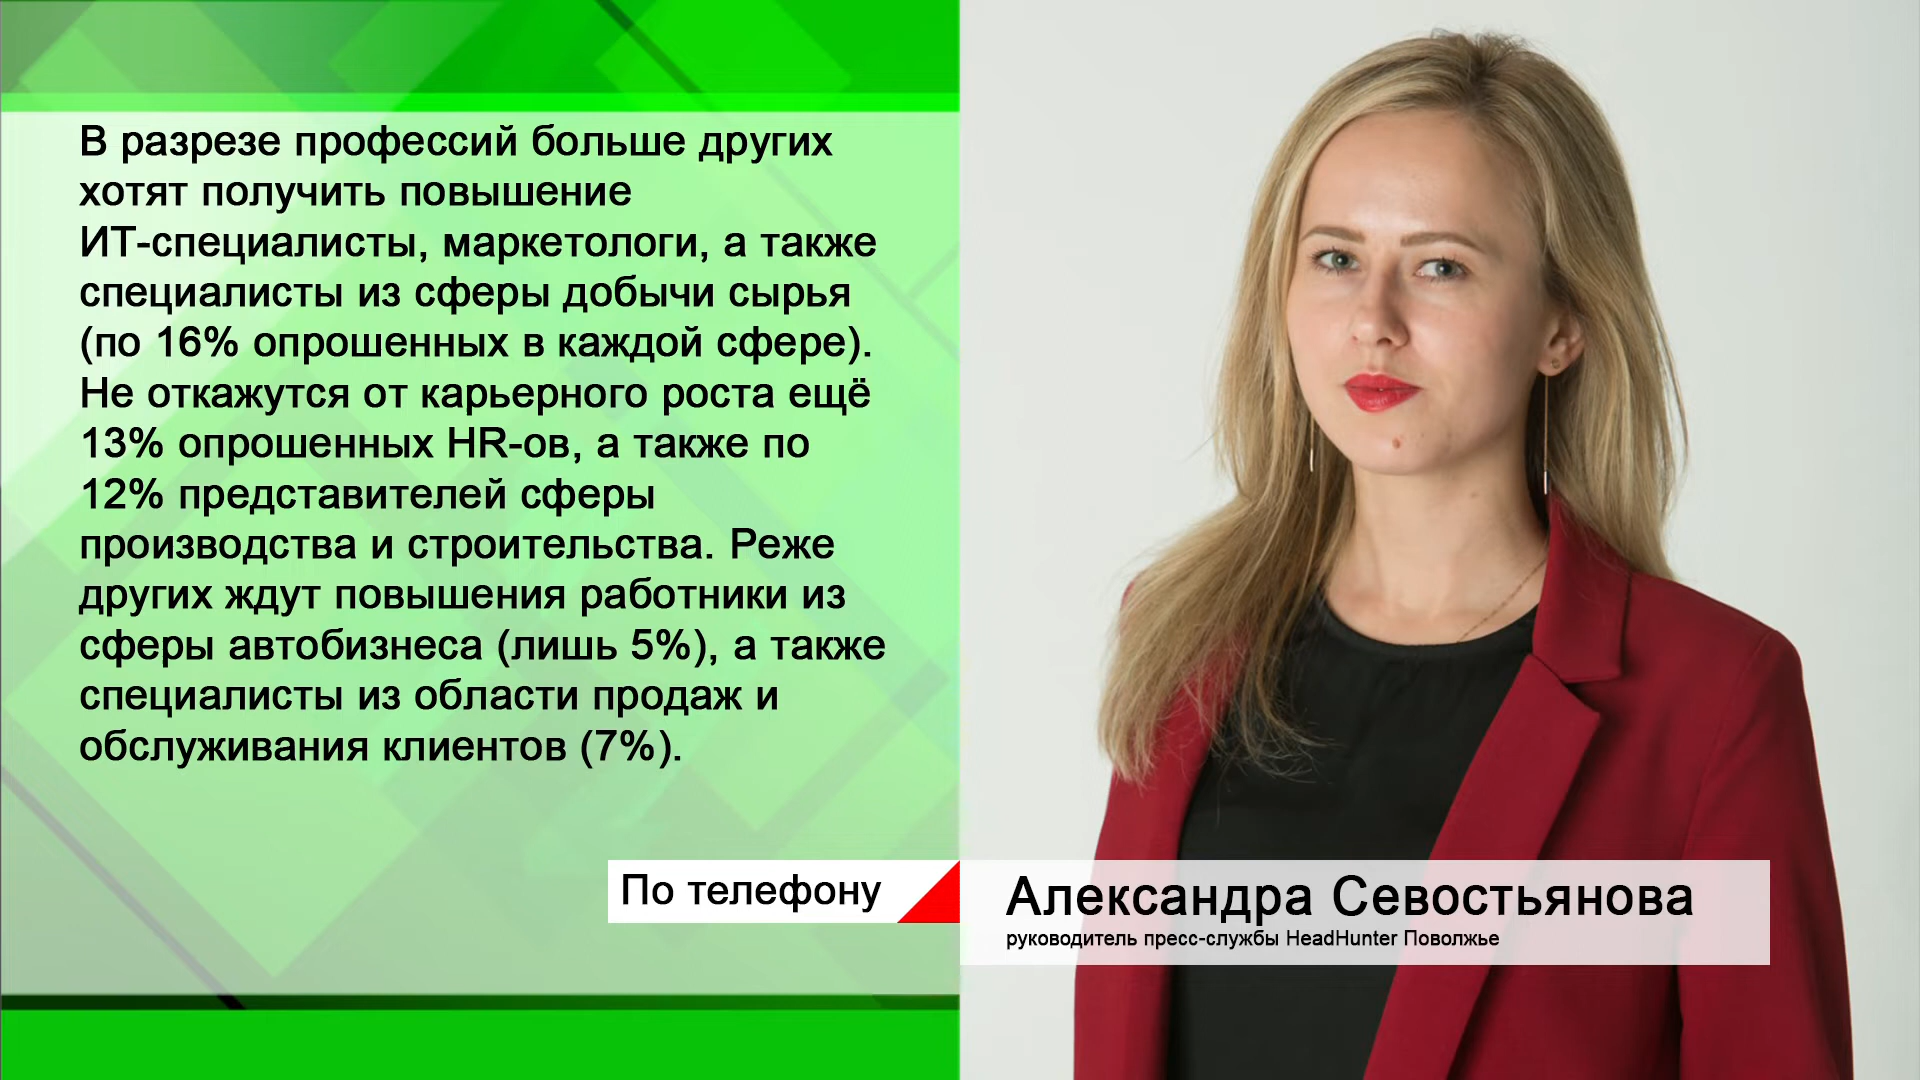 В разрезе профессий больше других
хотят получить повышение
ИТ-специалисты, маркетологи, а также
специалисты из сферы добычи сырья
(по 16% опрошенных в каждой сфере).
Не откажутся от карьерного роста ещё
13% опрошенных HR-ов, а также по
12% представителей сферы
производства и строительства. Реже
других ждут повышения работники из
сферы автобизнеса (лишь 5%), а также
специалисты из области продаж и
обслуживания клиентов (7%).
По телефону
Александра Севостьянова
руководитель пресс-службы HeadHunter Поволжье